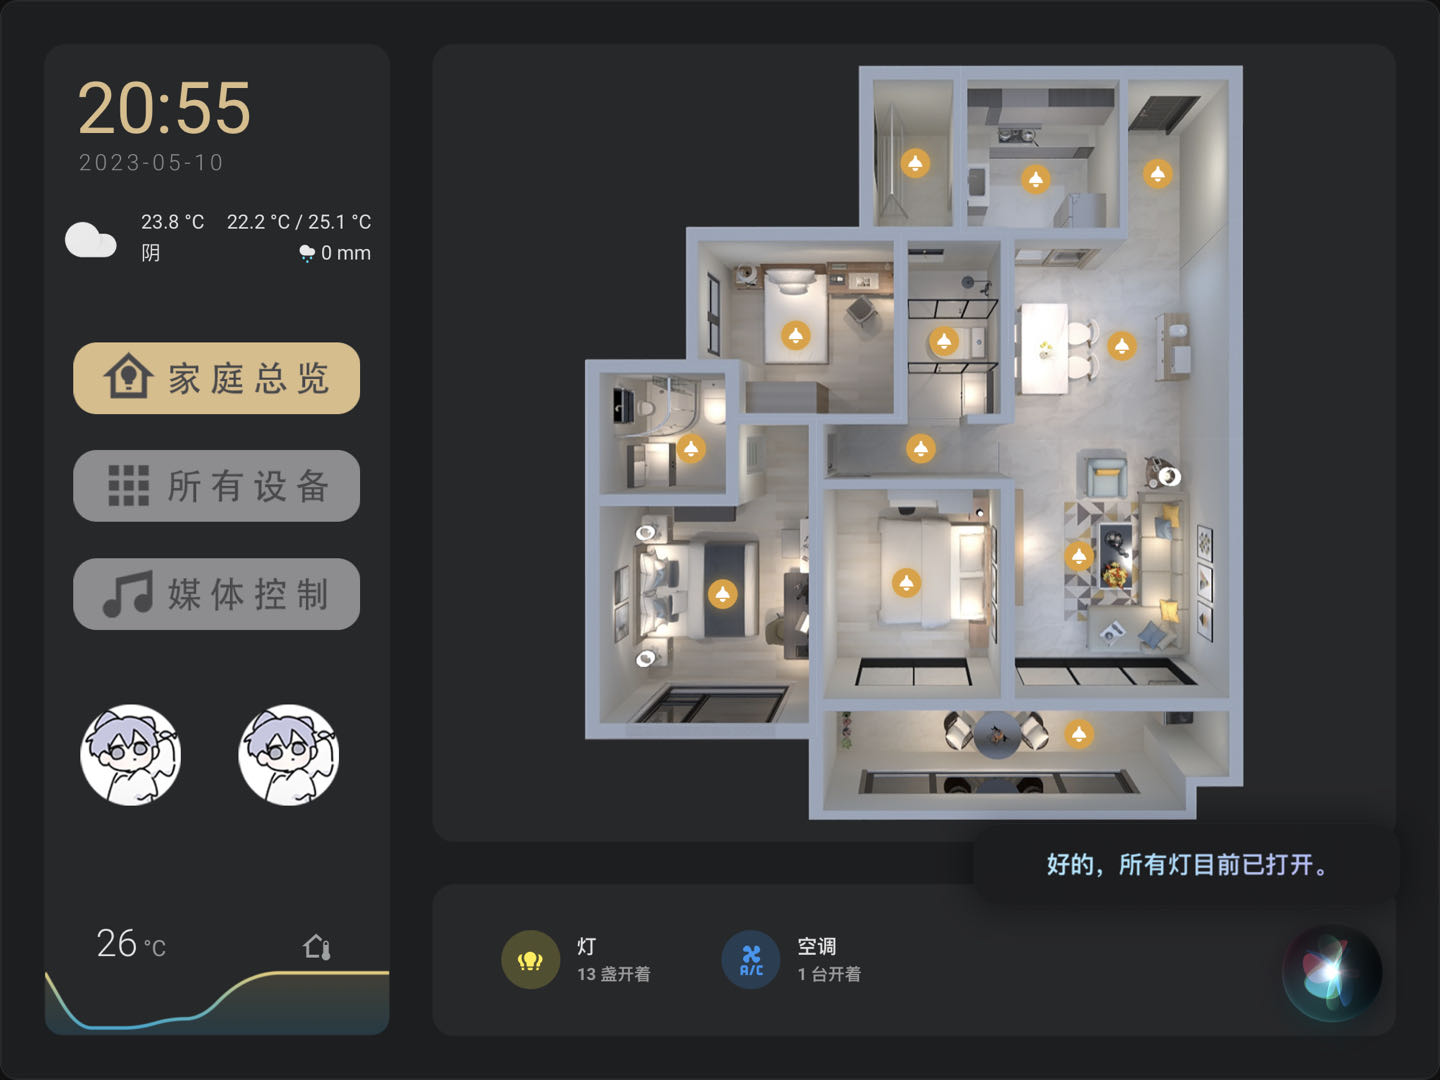 20:55
2023-05-10
23.8 °C 22.2 °C / 25.1 °C
阴 0 mm
家庭总览
所有设备
媒体控制
26 °C
好的，所有灯目前已打开。
灯
13 盏开着
A/C
空调
1 台开着